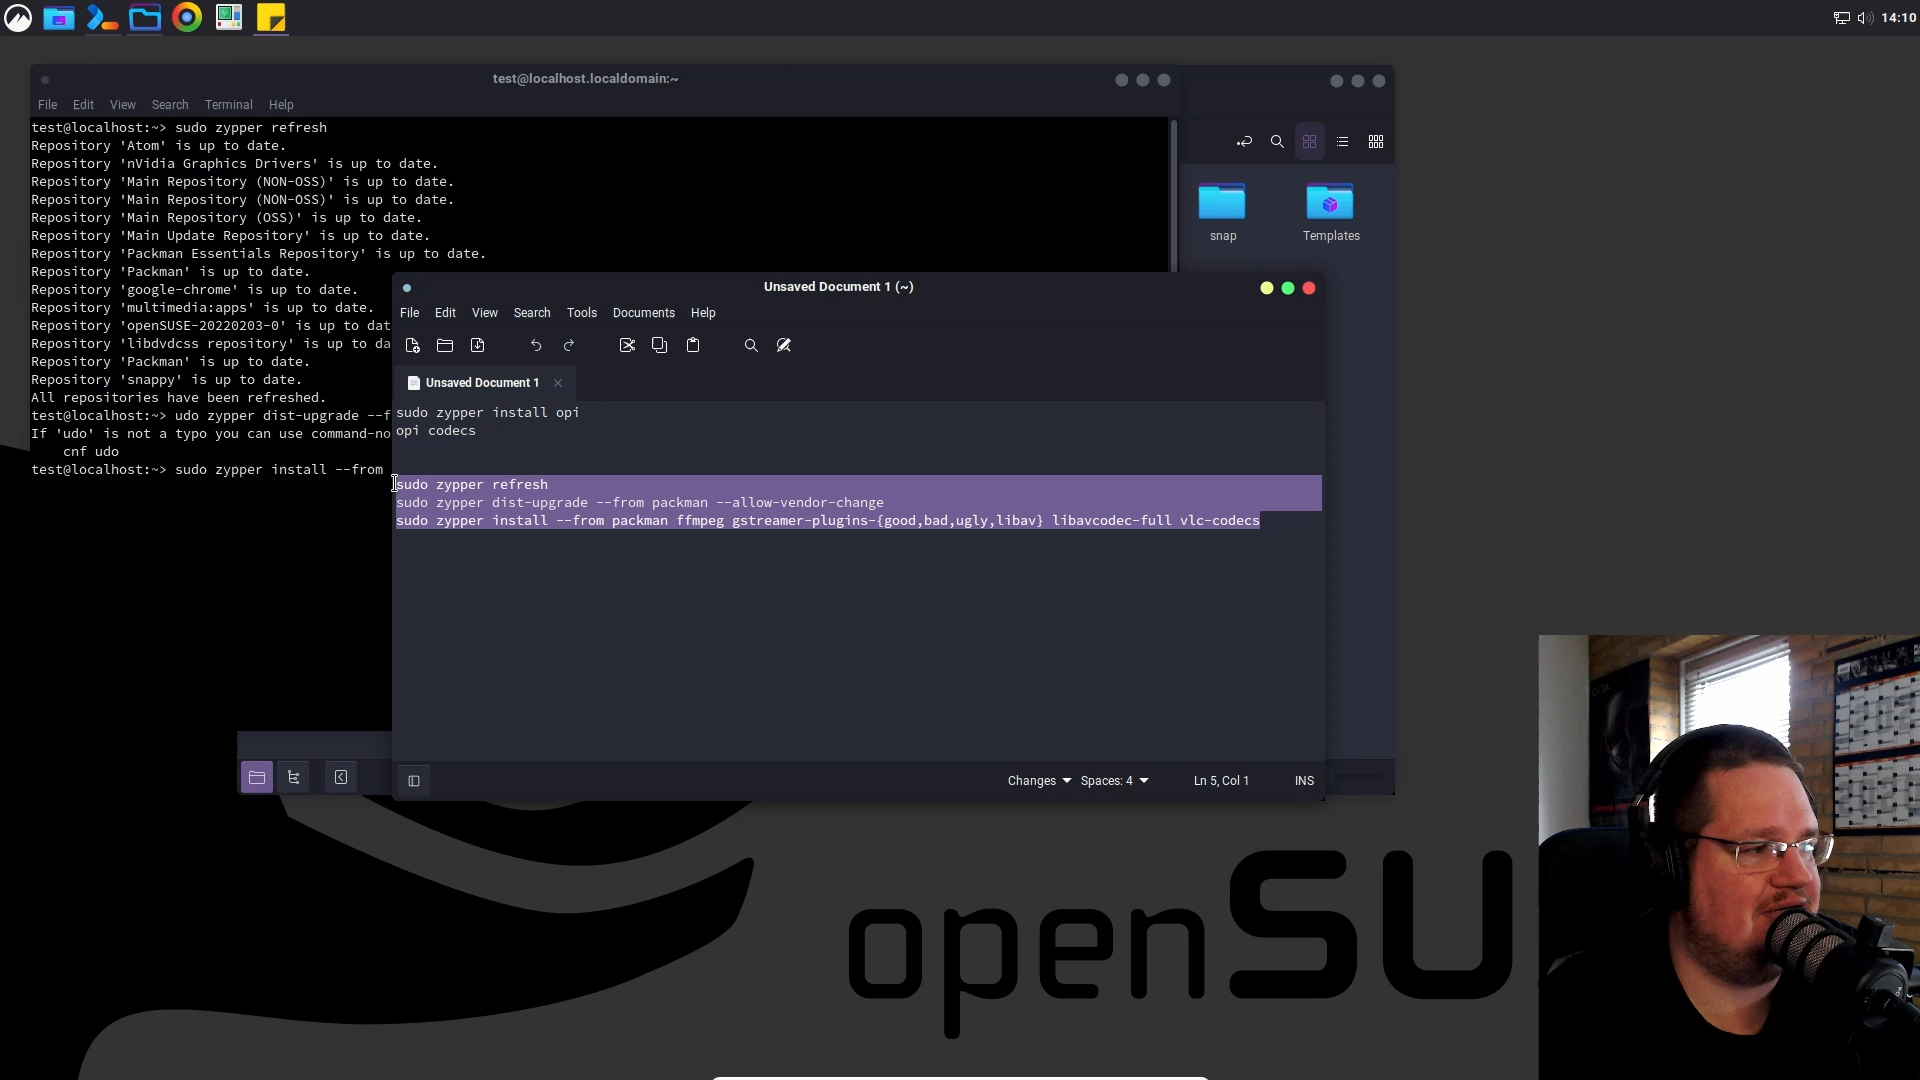 14:10
test@localhost.localdomain:~
File Edit View Search Terminal Help
test@localhost:~> sudo zypper refresh
Repository 'Atom' is up to date.
Repository 'nVidia Graphics Drivers' is up to date.
Repository 'Main Repository (NON-OSS)' is up to date.
Repository 'Main Repository (NON-OSS)' is up to date.
Repository 'Main Repository (OSS)' is up to date.
Repository 'Main Update Repository' is up to date.
Repository 'Packman Essentials Repository' is up to date.
Repository 'Packman' is up to date.
Repository 'google-chrome' is up to date.
Repository 'multimedia:apps' is up to date.
Repository 'openSUSE-20220203-0' is up to dat
Repository 'libdvdcss repository' is up to da
Repository 'Packman' is up to date.
Repository 'snappy' is up to date.
All repositories have been refreshed.
test@localhost:~> udo zypper dist-upgrade --f
If 'udo' is not a typo you can use command-no
cnf udo
test@localhost:~> sudo zypper install --from
snap
Templates
Unsaved Document 1 (~)
File Edit View Search Tools Documents Help
Unsaved Document 1
sudo zypper install opi
opi codecs
sudo zypper refresh
sudo zypper dist-upgrade --from packman --allow-vendor-change
sudo zypper install --from packman ffmpeg gstreamer-plugins-{good,bad,ugly,libav} libavcodec-full vlc-codecs
Changes Spaces: 4 Ln 5, Col 1 INS
openSU